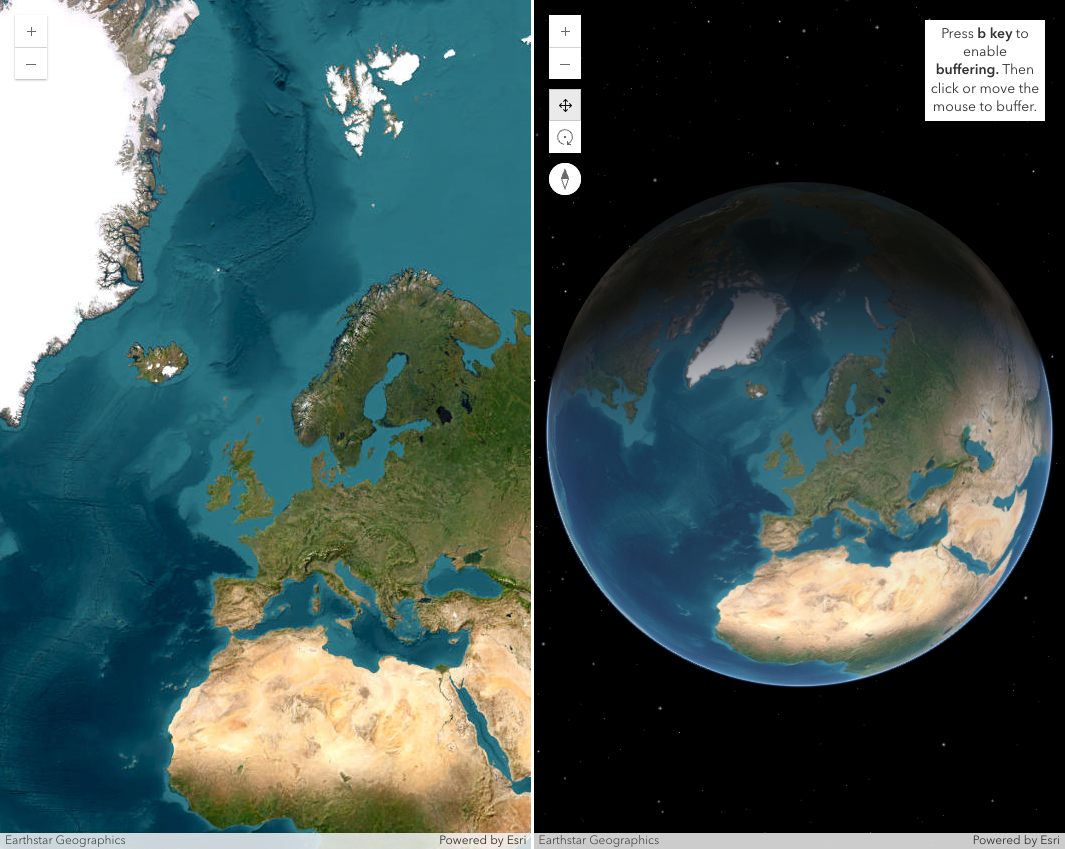 Press b key to
enable
buffering. Then
click or move the
mouse to buffer.
Earthstar Geographics
Powered by Esri
Earthstar Geographics
Powered by Esri